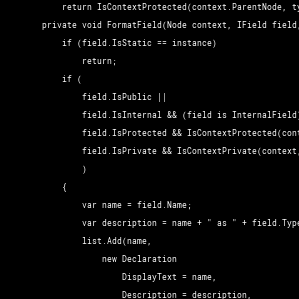 return IsContextProtected(context.ParentNode, ty
private void FormatField(Node context, IField field,
if (field.IsStatic == instance)
return;
if (
field.IsPublic ||
field.IsInternal && (field is InternalField)
field.IsProtected && IsContextProtected(cont
field.IsPrivate && IsContextPrivate(context,
)
{
var name = field.Name;
var description = name + " as " + field.Type
list.Add(name,
new Declaration
DisplayText = name,
Description = description,